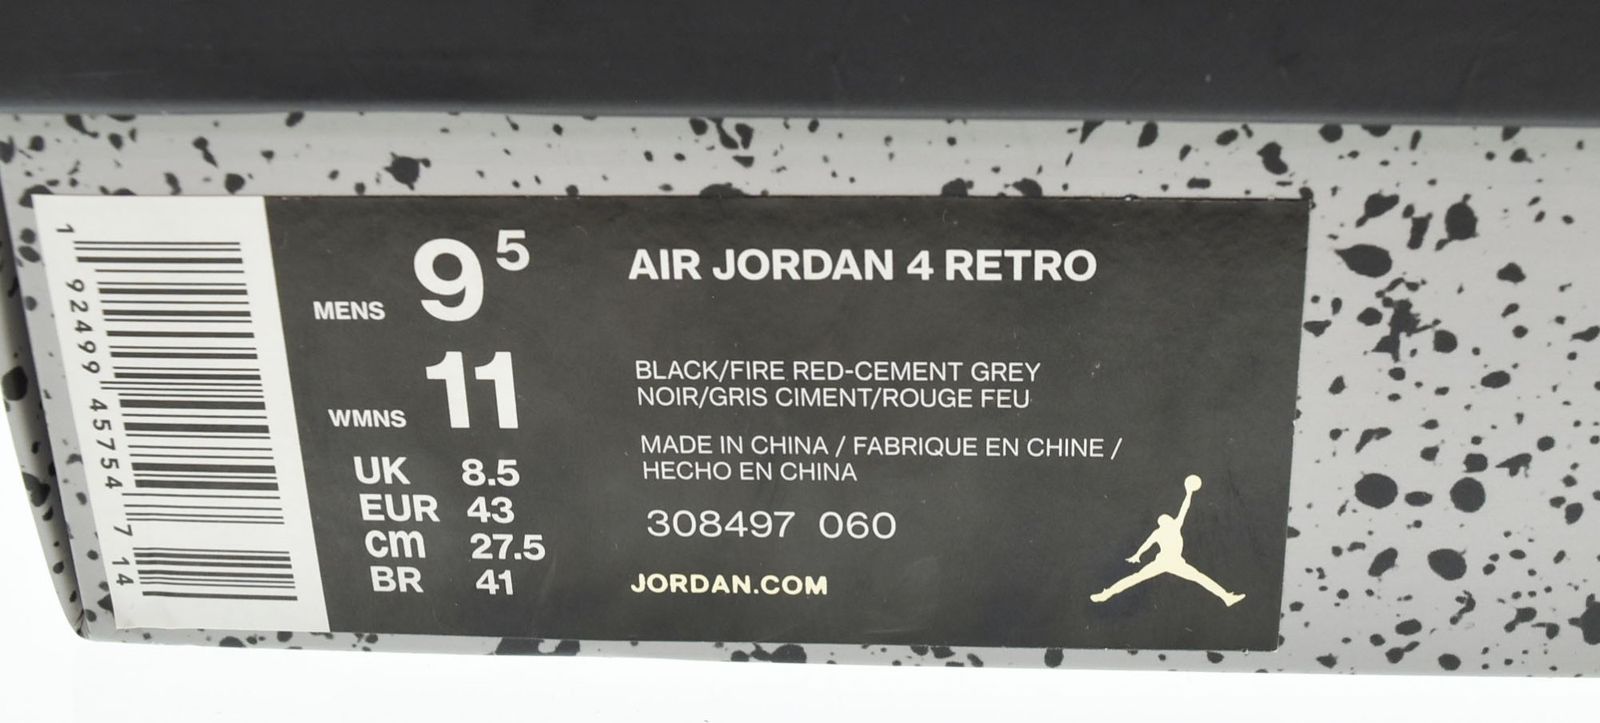 1 92499 45754 7 14
MENS 9 5
WMNS 11
UK 8.5
EUR 43
cm 27.5
BR 41
AIR JORDAN 4 RETRO
BLACK/FIRE RED-CEMENT GREY
NOIR/GRIS CIMENT/ROUGE FEU
MADE IN CHINA / FABRIQUE EN CHINE /
HECHO EN CHINA
308497 060
JORDAN.COM